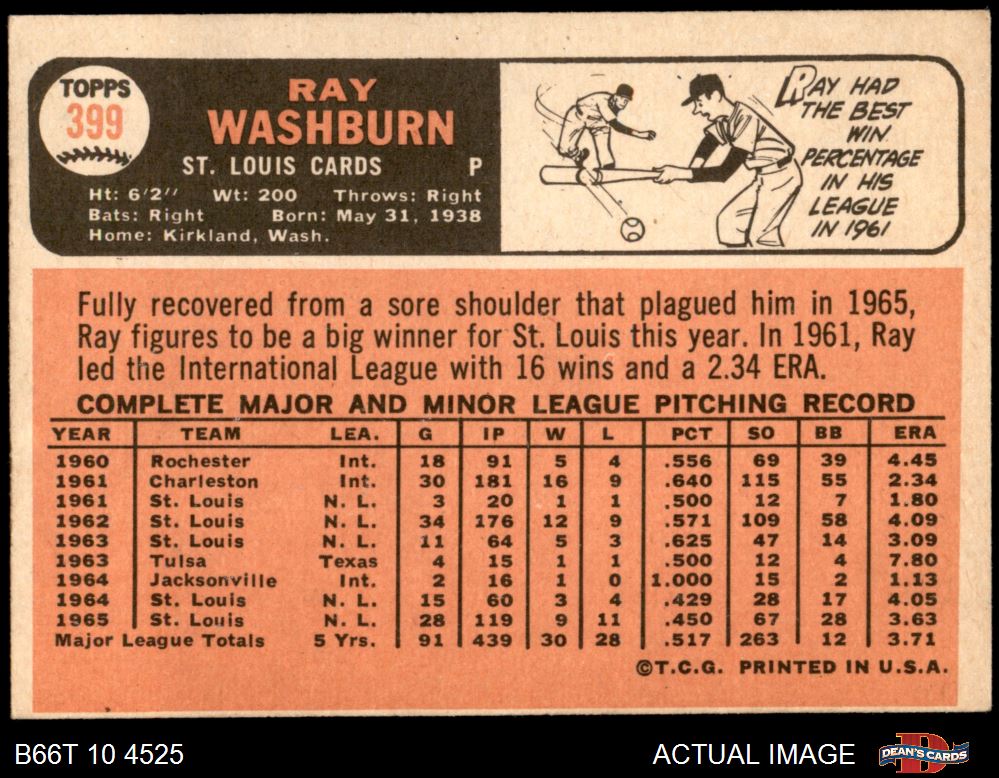 TOPPS
399
RAY
WASHBURN
ST. LOUIS CARDS P
Ht: 6'2'' Wt: 200 Throws: Right
Bats: Right Born: May 31, 1938
Home: Kirkland, Wash.
RAY HAD
THE BEST
WIN.
PERCENTAGE
IN HIS
LEAGUE
IN 1961
Fully recovered from a sore shoulder that plagued him in 1965,
Ray figures to be a big winner for St. Louis this year. In 1961, Ray
led the International League with 16 wins and a 2.34 ERA.
COMPLETE MAJOR AND MINOR LEAGUE PITCHING RECORD
YEAR TEAM LEA. G IP W L PCT SO BB ERA
1960 Rochester Int. 18 91 5 4 .556 69 39 4.45
1961 Charleston Int. 30 181 16 9 .640 115 55 2.34
1961 St. Louis N. L. 3 20 1 1 .500 12 7 1.80
1962 St. Louis N. L. 34 176 12 9 .571 109 58 4.09
1963 St. Louis N. L. 11 64 5 3 .625 47 14 3.09
1963 Tulsa Texas 4 15 1 1 .500 12 4 7.80
1964 Jacksonville Int. 2 16 1 0 1.000 15 2 1.13
1964 St. Louis N. L. 15 60 3 4 .429 28 17 4.05
1965 St. Louis N. L. 28 119 9 11 .450 67 28 3.63
Major League Totals 5 Yrs. 91 439 30 28 .517 263 12 3.71
©T.C.G. PRINTED IN U.S.A.
B66T 10 4525 ACTUAL IMAGE
DEAN'S CARDS